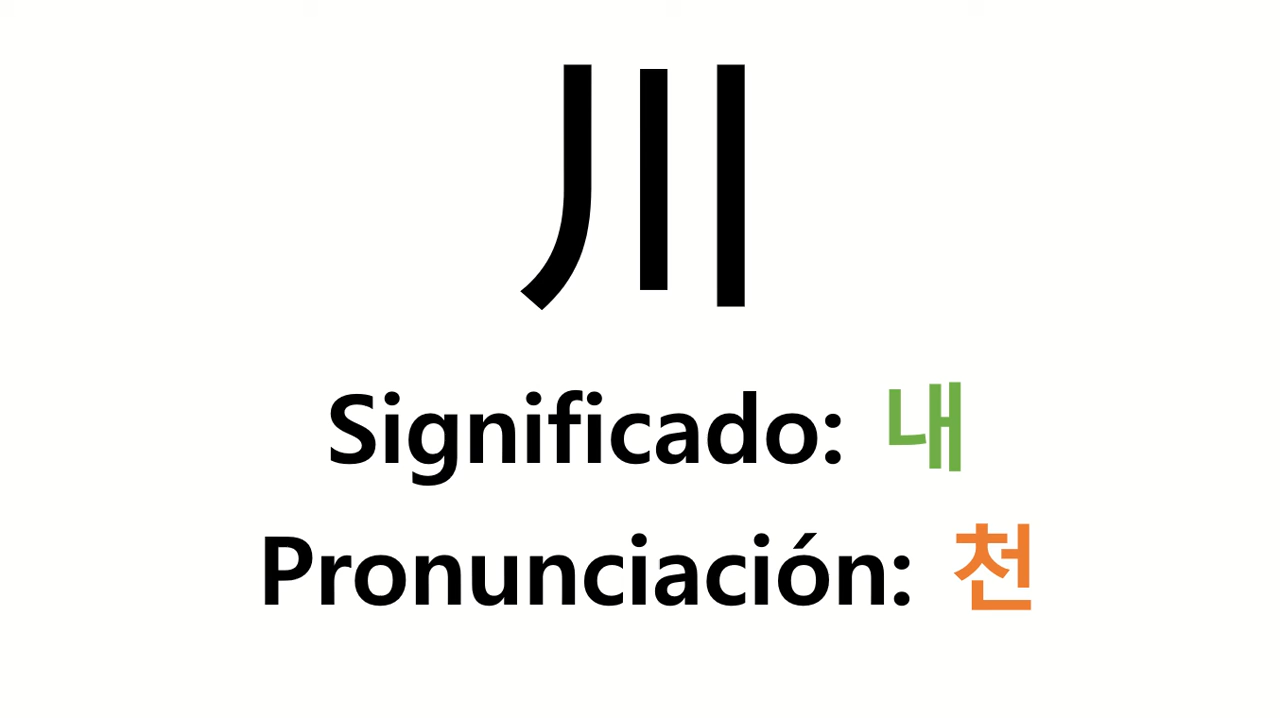 川
Significado: 내
Pronunciación: 천